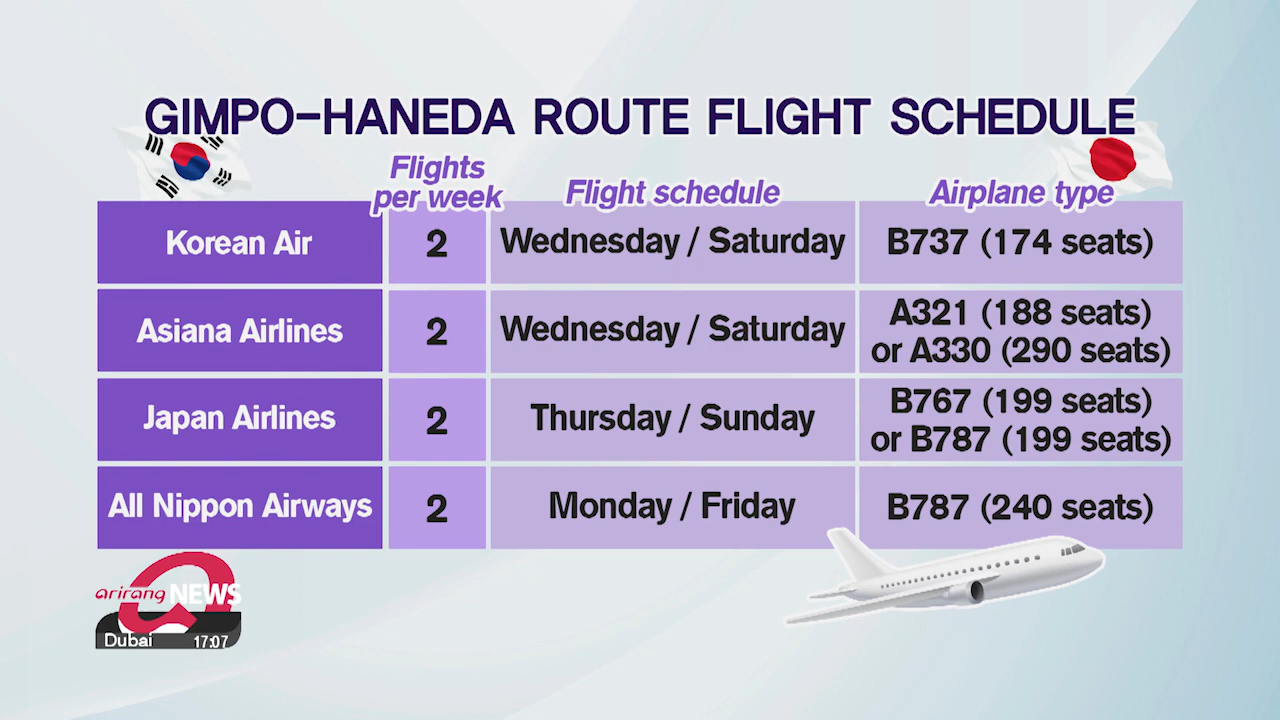 GIMPO-HANEDA ROUTE FLIGHT SCHEDULE
Flights
per week
Flight schedule
Airplane type
Korean Air
2
Wednesday / Saturday
B737 (174 seats)
Asiana Airlines
2
Wednesday / Saturday
A321 (188 seats)
or A330 (290 seats)
Japan Airlines
2
Thursday / Sunday
B767 (199 seats)
or B787 (199 seats)
All Nippon Airways
2
Monday / Friday
B787 (240 seats)
arirang NEWS
Dubai 17:07